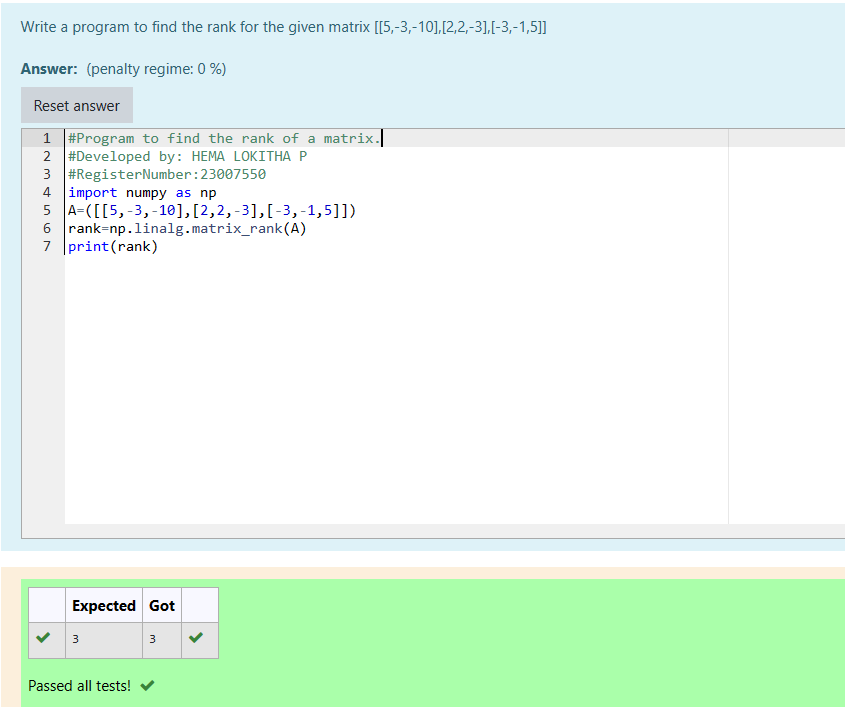 Write a program to find the rank for the given matrix [[5,-3,-10],[2,2,-3],[-3,-1,5]]
Answer: (penalty regime: 0 %)
Reset answer
1 #Program to find the rank of a matrix.
2 #Developed by: HEMA LOKITHA P
3 #RegisterNumber:23007550
4 import numpy as np
5 A=([[5,-3,-10],[2,2,-3],[-3,-1,5]])
6 rank=np.linalg.matrix_rank(A)
7 print(rank)
Expected Got
3 3
Passed all tests!